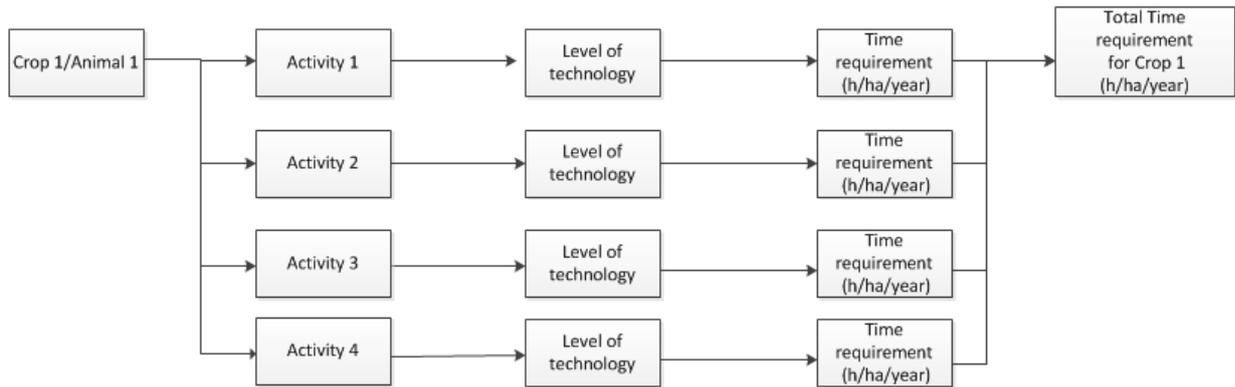 Crop 1/Animal 1
Activity 1
Level of
technology
Time
requirement
(h/ha/year)
Total Time
requirement
for Crop 1
(h/ha/year)
Activity 2
Level of
technology
Time
requirement
(h/ha/year)
Activity 3
Level of
technology
Time
requirement
(h/ha/year)
Activity 4
Level of
technology
Time
requirement
(h/ha/year)